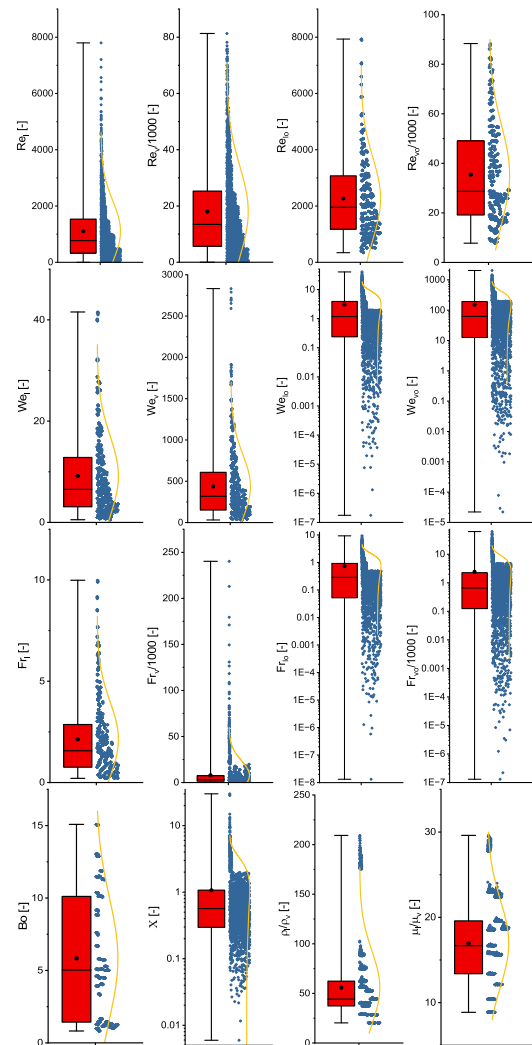 8000
6000
4000
2000
0
Re_l [-]
80
60
40
20
0
Re_v/1000 [-]
8000
6000
4000
2000
0
Re_lo [-]
100
80
60
40
20
0
Re_vo/1000 [-]
40
20
0
We_l [-]
3000
2500
2000
1500
1000
500
0
We_v [-]
10
1
0.1
0.01
0.001
1E-4
1E-5
1E-6
1E-7
We_lo [-]
1000
100
10
1
0.1
0.01
0.001
1E-4
1E-5
We_vo [-]
10
5
0
Fr_l [-]
250
200
150
100
50
0
Fr_v/1000 [-]
10
1
0.1
0.01
0.001
1E-4
1E-5
1E-6
1E-7
1E-8
Fr_lo [-]
10
1
0.1
0.01
0.001
1E-4
1E-5
1E-6
1E-7
Fr_vo/1000 [-]
15
10
5
0
Bo [-]
10
1
0.1
0.01
X [-]
250
200
150
100
50
0
ρ_l/ρ_v [-]
30
20
10
μ_l/μ_v [-]